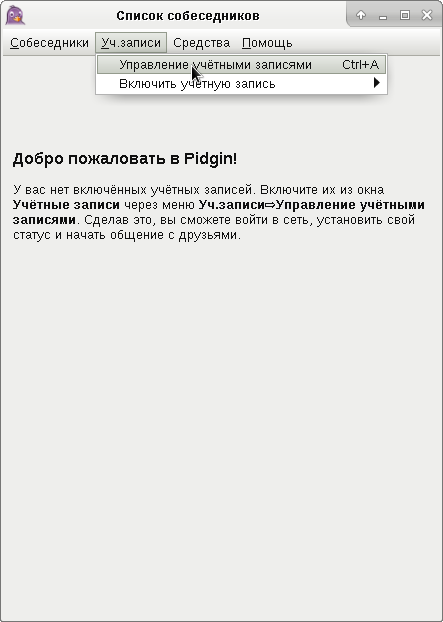 Список собеседников
Собеседники Уч.записи Средства Помощь
Управление учётными записями Ctrl+A
Включить учётную запись
Добро пожаловать в Pidgin!
У вас нет включённых учётных записей. Включите их из окна
Учётные записи через меню Уч.записи⇨Управление учётными
записями. Сделав это, вы сможете войти в сеть, установить свой
статус и начать общение с друзьями.